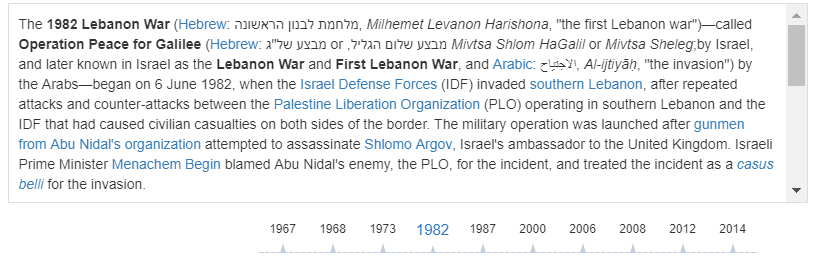 The 1982 Lebanon War (Hebrew: מלחמת לבנון הראשונה, Milhemet Levanon Harishona, "the first Lebanon war")—called
Operation Peace for Galilee (Hebrew: מבצע שלום הגליל, or מבצע של"ג Mivtsa Shlom HaGalil or Mivtsa Sheleg;by Israel,
and later known in Israel as the Lebanon War and First Lebanon War, and Arabic: الاجتياح, Al-ijtiyāḥ, "the invasion") by
the Arabs—began on 6 June 1982, when the Israel Defense Forces (IDF) invaded southern Lebanon, after repeated
attacks and counter-attacks between the Palestine Liberation Organization (PLO) operating in southern Lebanon and the
IDF that had caused civilian casualties on both sides of the border. The military operation was launched after gunmen
from Abu Nidal's organization attempted to assassinate Shlomo Argov, Israel's ambassador to the United Kingdom. Israeli
Prime Minister Menachem Begin blamed Abu Nidal's enemy, the PLO, for the incident, and treated the incident as a casus
belli for the invasion.
1967 1968 1973 1982 1987 2000 2006 2008 2012 2014